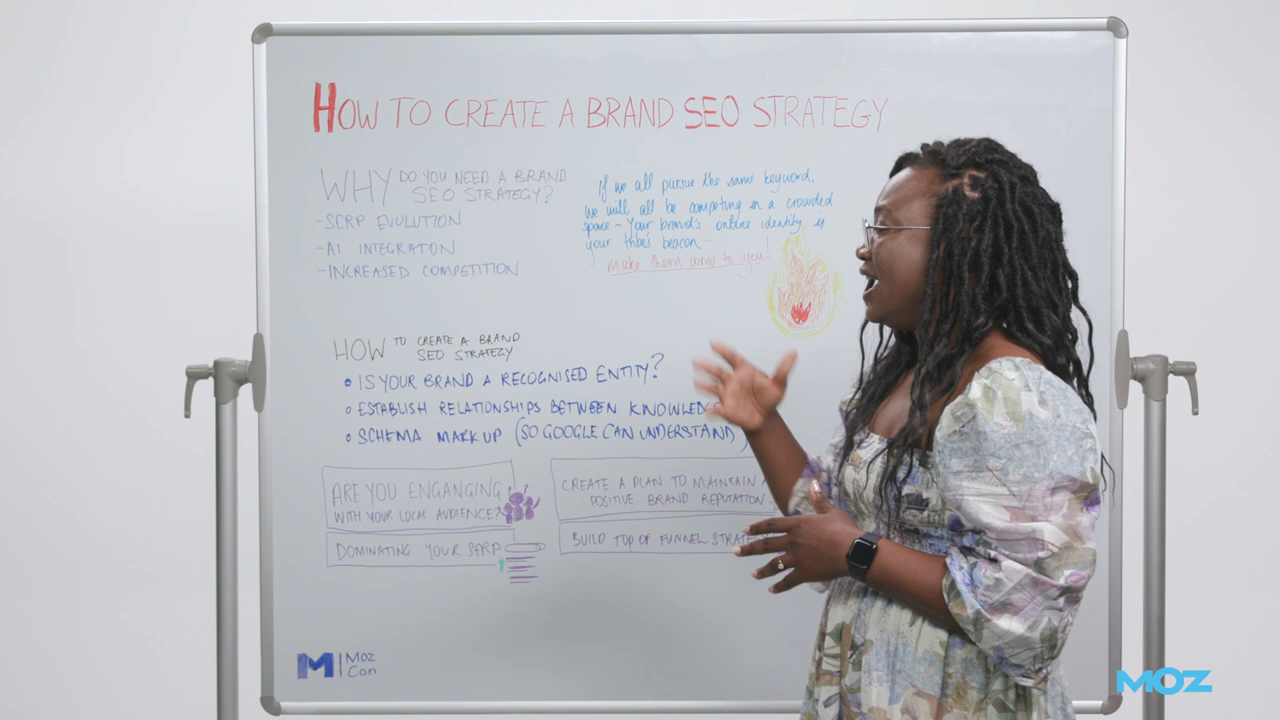 HOW TO CREATE A BRAND SEO STRATEGY
WHY DO YOU NEED A BRAND
SEO STRATEGY?
-SERP EVOLUTION
-AI INTEGRATION
-INCREASED COMPETITION
If we all pursue the same keyword,
we will all be competing in a crowded
space - Your brand's online identity is
your tribe's beacon-
make them come to you!
HOW TO CREATE A BRAND
SEO STRATEGY
• IS YOUR BRAND A RECOGNISED ENTITY?
• ESTABLISH RELATIONSHIPS BETWEEN
• SCHEMA MARK UP (SO GOOGLE CAN UNDERSTAND)
ARE YOU ENGANGING
WITH YOUR LOCAL AUDIENCE?
DOMINATING YOUR SERP
CREATE A PLAN TO MAINTAIN
POSITIVE BRAND REPUTATION
BUILD TOP OF FUNNEL
M | Moz
Con
MOZ